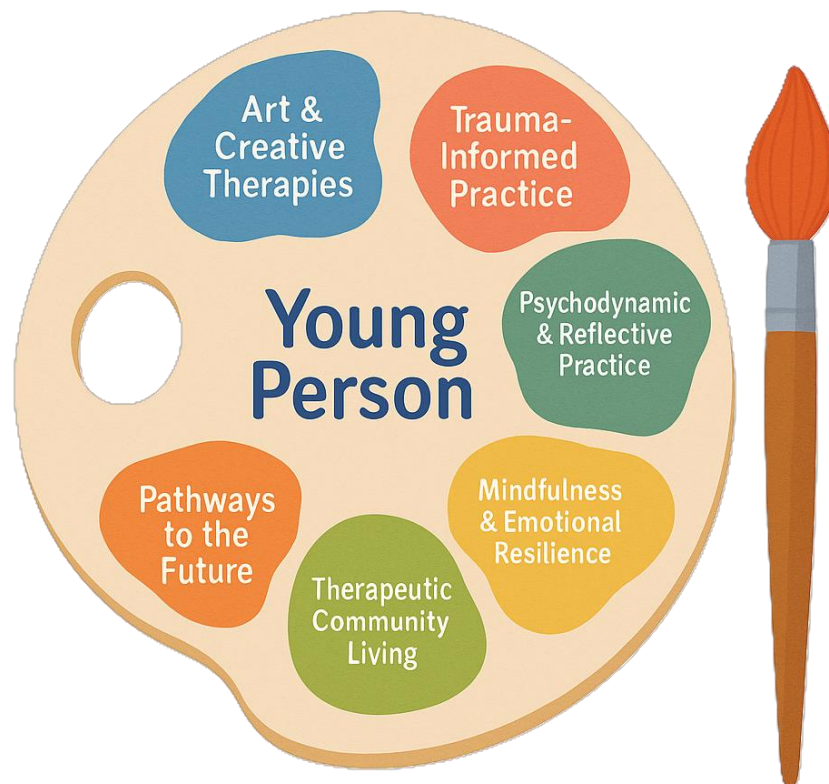 Art &
Creative
Therapies
Trauma-
Informed
Practice
Young
Person
Psychodynamic
& Reflective
Practice
Mindfulness
& Emotional
Resilience
Therapeutic
Community
Living
Pathways
to the
Future